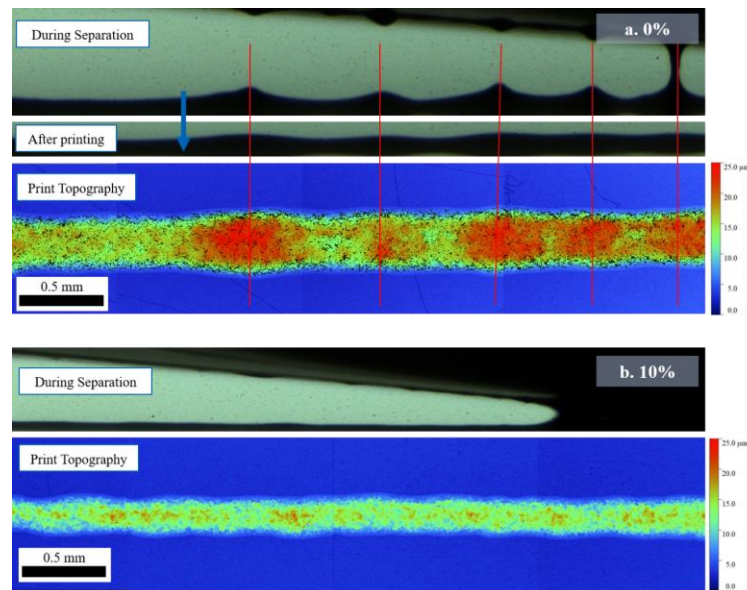 During Separation
a. 0%
After printing
Print Topography
25.0 μm
20.0
15.0
10.0
5.0
0.0
0.5 mm
During Separation
b. 10%
Print Topography
25.0 μm
20.0
15.0
10.0
5.0
0.0
0.5 mm